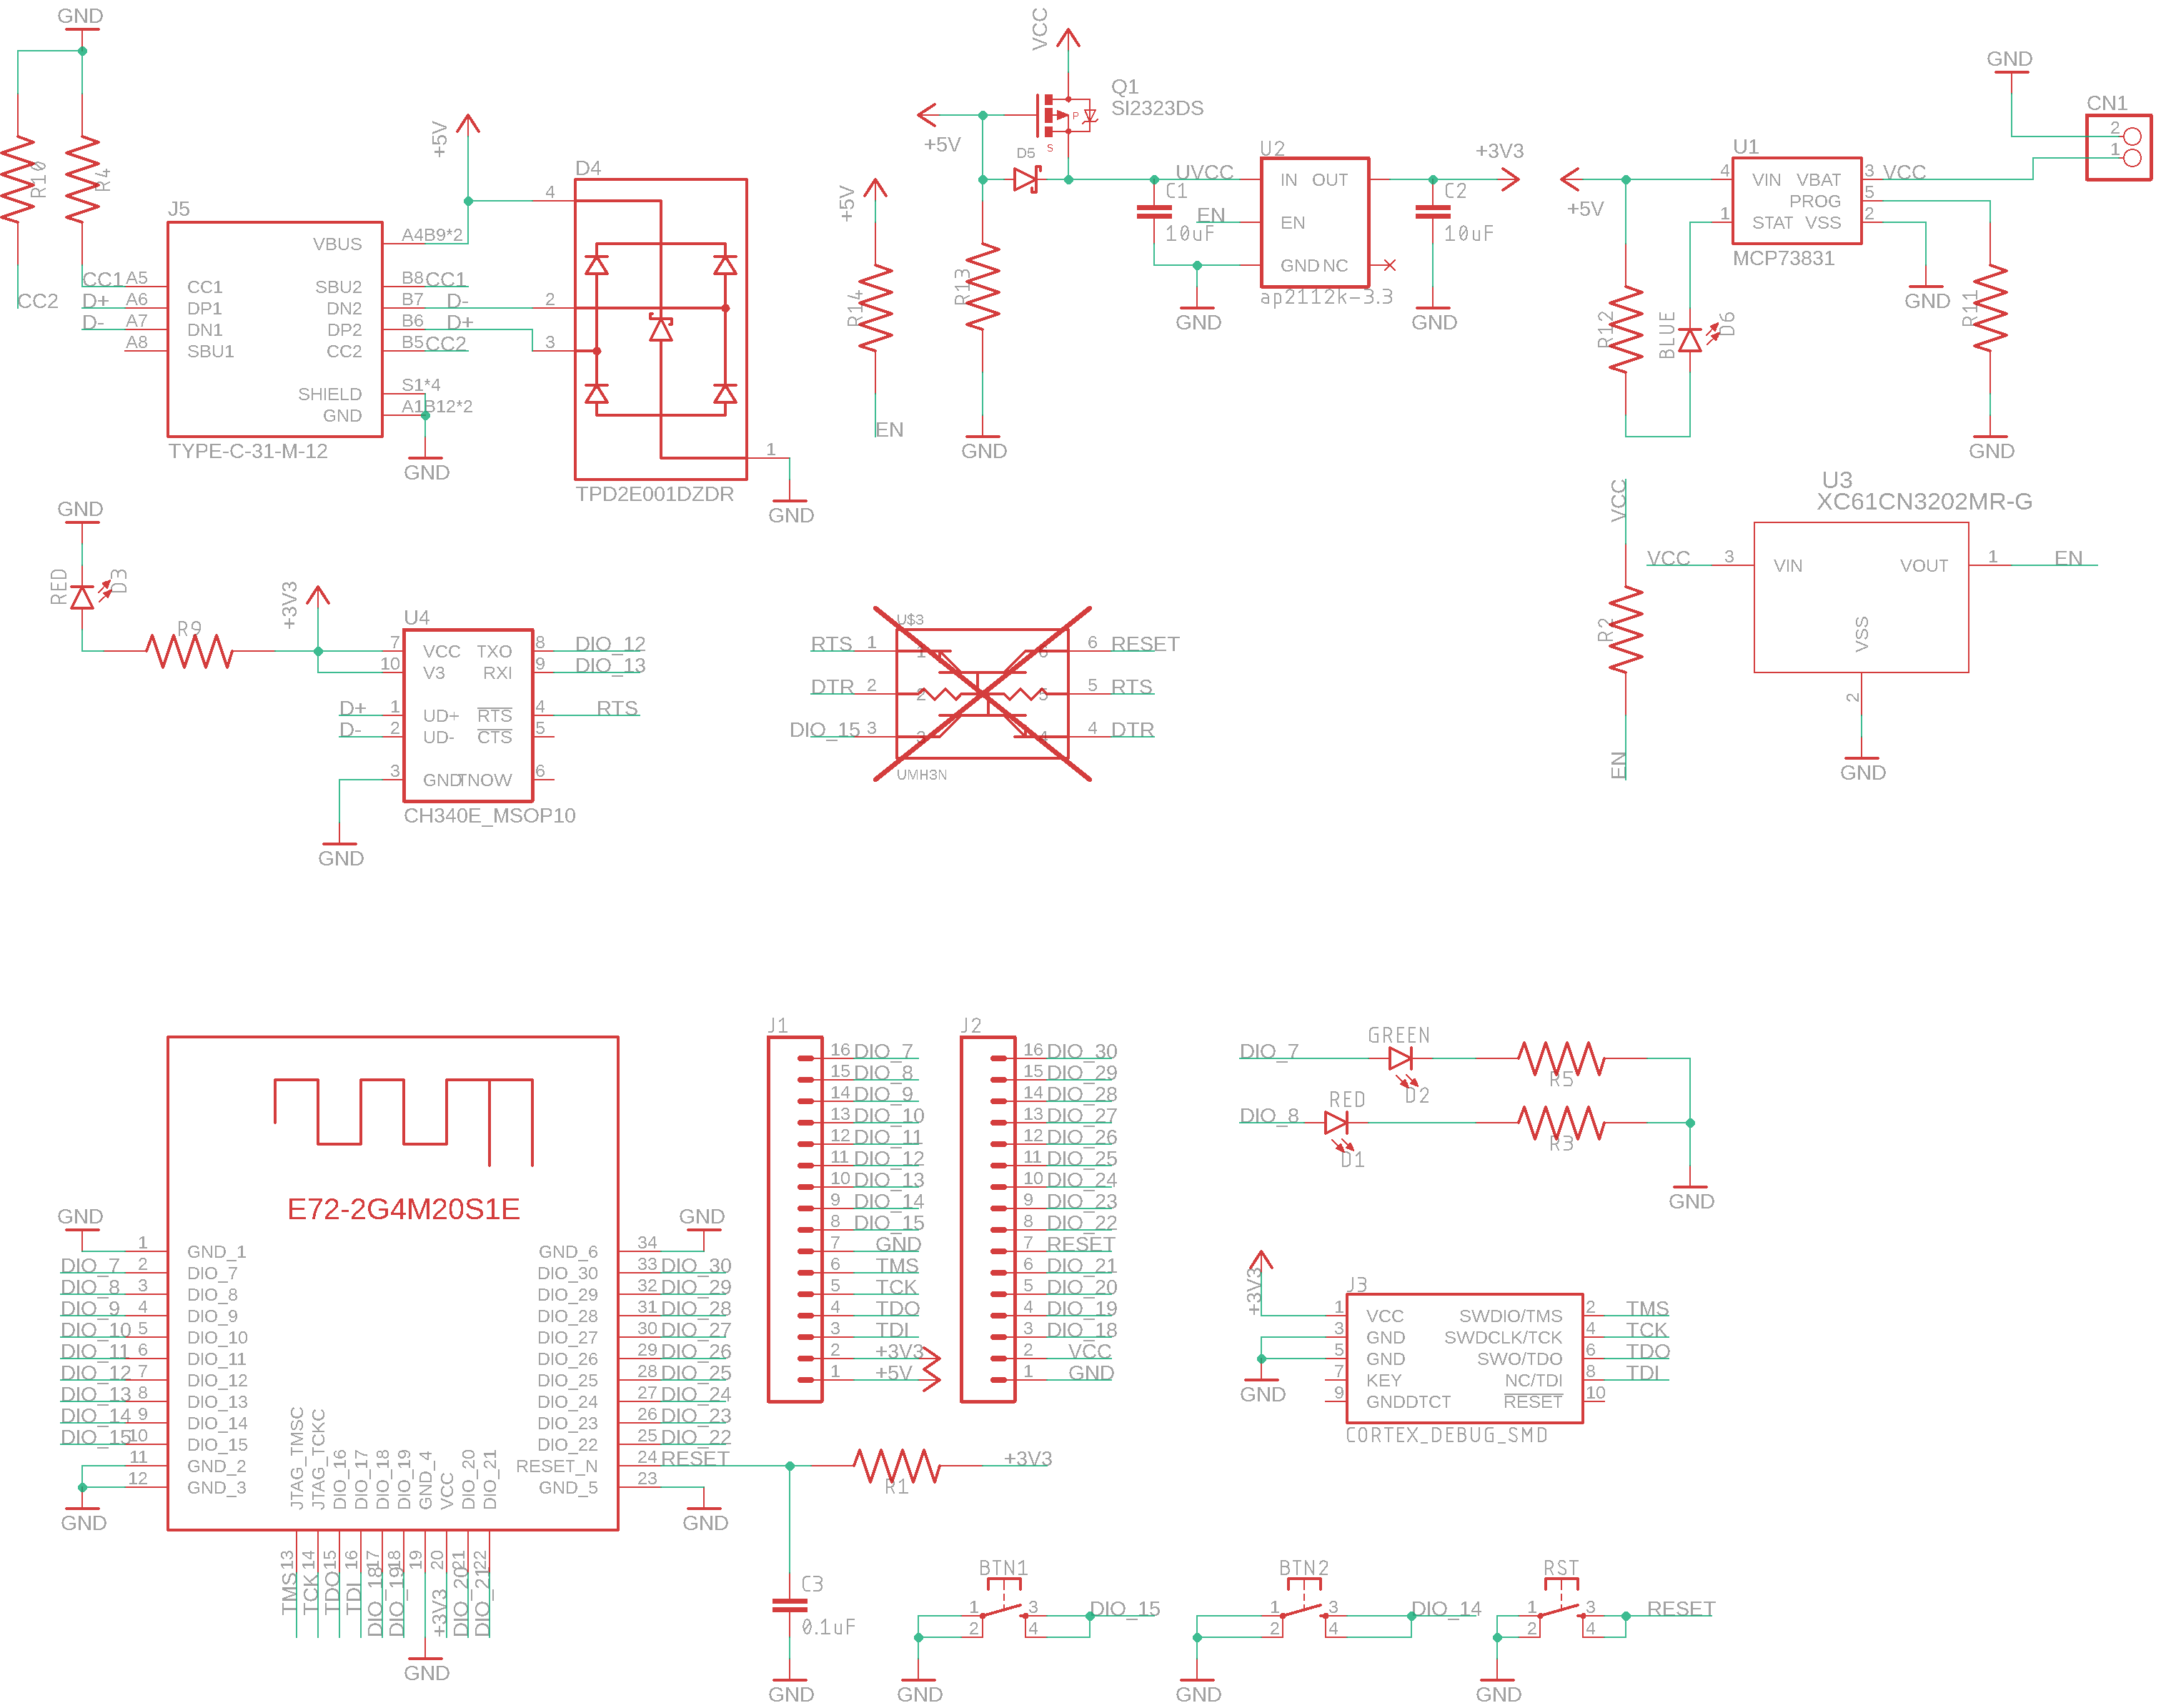 GND
R10
R4
CC2
J5
VBUS
A4B9*2
CC1 A5 CC1
SBU2 B8 CC1
D+ A6 DP1
DN2 B7 D-
D- A7 DN1
DP2 B6 D+
A8 SBU1
CC2 B5 CC2
SHIELD S1*4
GND A1B12*2
TYPE-C-31-M-12
GND
+5V
D4
4
2
3
1
TPD2E001DZDR
GND
VCC
Q1
SI2323DS
P
S
+5V
D5
R13
GND
+5V
R14
EN
UVCC
C1
10uF
EN
U2
IN OUT
EN
GND NC
ap2112k-3.3
GND
+3V3
C2
10uF
GND
+5V
U1
4 VIN VBAT 3 VCC
PROG 5
1 STAT VSS 2
MCP73831
GND
CN1
2
1
R12
BLUE
D6
GND
R11
GND
VCC
R2
EN
U3
XC61CN3202MR-G
VCC 3 VIN
VOUT 1 EN
VSS
2
GND
GND
RED
D3
R9
+3V3
U4
7 VCC TXO 8 DIO_12
10 V3 RXI 9 DIO_13
D+ 1 UD+ RTS 4 RTS
D- 2 UD- CTS 5
3 GND TNOW 6
CH340E_MSOP10
GND
U$3
RTS 1 1 6 6 RESET
DTR 2 2 5 5 RTS
DIO_15 3 3 4 4 DTR
UMH3N
E72-2G4M20S1E
GND
GND
1 GND_1
GND_6 34
DIO_7 2 DIO_7
DIO_30 33 DIO_30
DIO_8 3 DIO_8
DIO_29 32 DIO_29
DIO_9 4 DIO_9
DIO_28 31 DIO_28
DIO_10 5 DIO_10
DIO_27 30 DIO_27
DIO_11 6 DIO_11
DIO_26 29 DIO_26
DIO_12 7 DIO_12
DIO_25 28 DIO_25
DIO_13 8 DIO_13
DIO_24 27 DIO_24
DIO_14 9 DIO_14
DIO_23 26 DIO_23
DIO_15 10 DIO_15
DIO_22 25 DIO_22
11 GND_2
RESET_N 24 RESET
12 GND_3
GND_5 23
GND
GND
JTAG_TMSC 13 TMS
JTAG_TCKC 14 TCK
DIO_16 15 TDO
DIO_17 16 TDI
DIO_18 17 DIO_18
DIO_19 18 DIO_19
GND_4 19
VCC 20 +3V3
DIO_20 21 DIO_20
DIO_21 22 DIO_21
GND
J1
16 DIO_7
15 DIO_8
14 DIO_9
13 DIO_10
12 DIO_11
11 DIO_12
10 DIO_13
9 DIO_14
8 DIO_15
7 GND
6 TMS
5 TCK
4 TDO
3 TDI
2 +3V3
1 +5V
J2
16 DIO_30
15 DIO_29
14 DIO_28
13 DIO_27
12 DIO_26
11 DIO_25
10 DIO_24
9 DIO_23
8 DIO_22
7 RESET
6 DIO_21
5 DIO_20
4 DIO_19
3 DIO_18
2 VCC
1 GND
R1
+3V3
C3
0.1uF
GND
DIO_7
GREEN
D2
R5
DIO_8
RED
D1
R3
GND
+3V3
J3
1 VCC SWDIO/TMS 2 TMS
3 GND SWDCLK/TCK 4 TCK
5 GND SWO/TDO 6 TDO
7 KEY NC/TDI 8 TDI
9 GNDDTCT RESET 10
CORTEX_DEBUG_SMD
GND
BTN1
1 3 DIO_15
2 4
GND
BTN2
1 3 DIO_14
2 4
GND
RST
1 3 RESET
2 4
GND